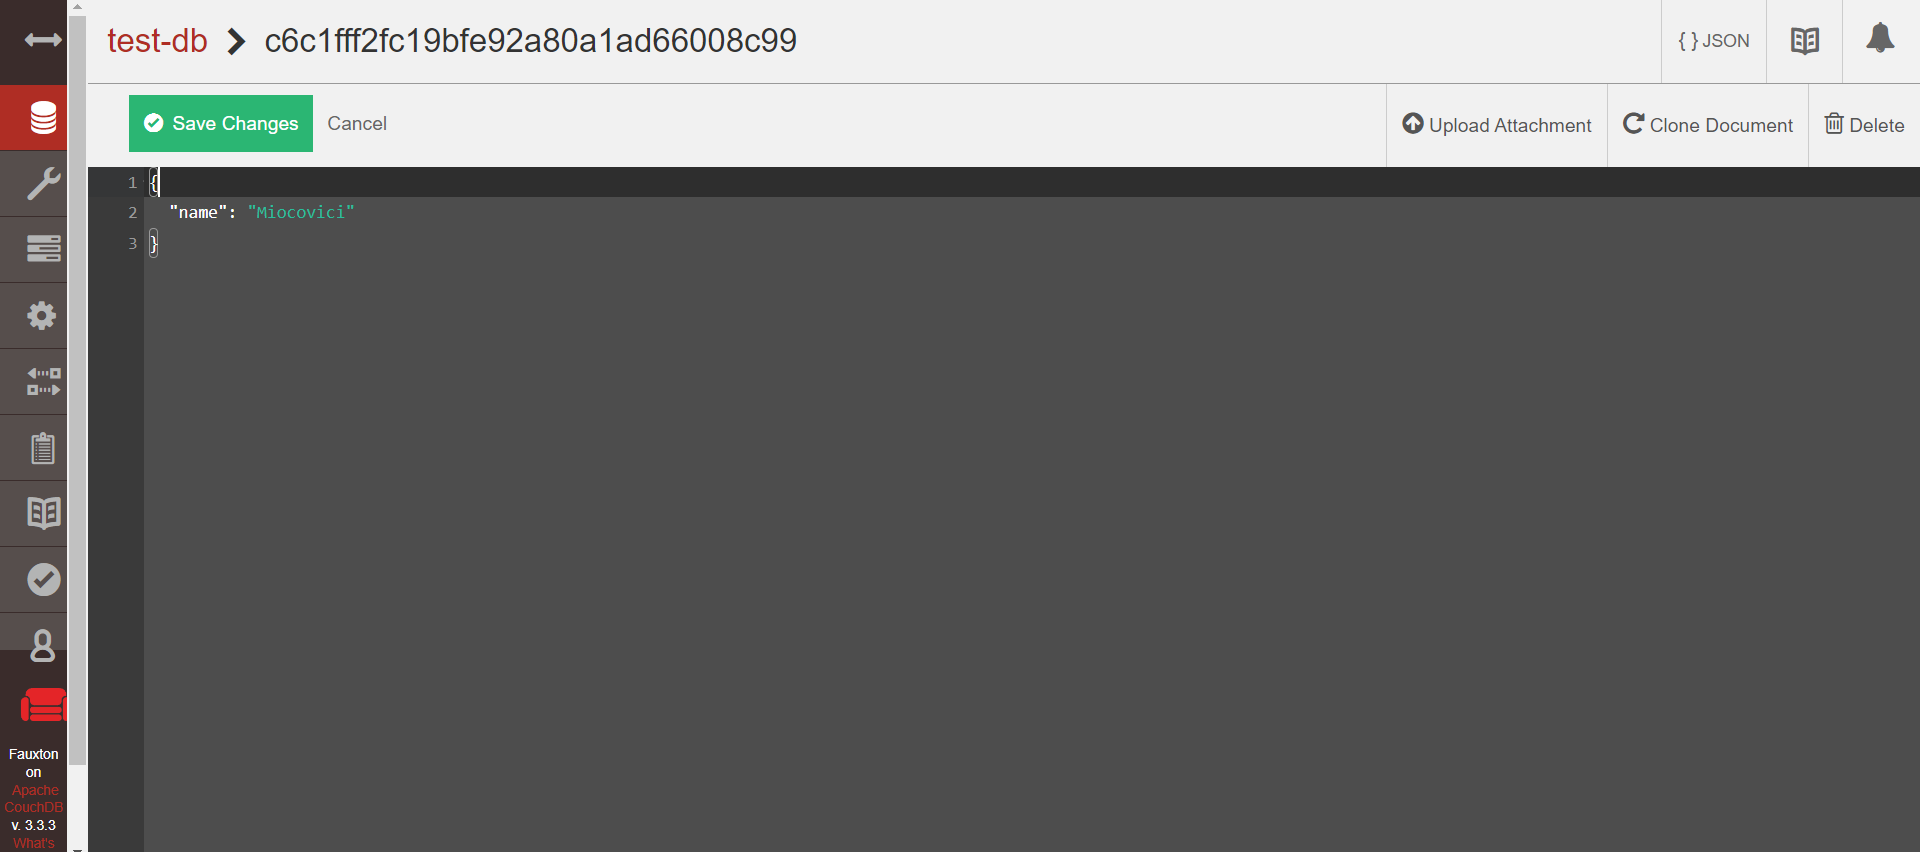 test-db c6c1fff2fc19bfe92a80a1ad66008c99
{ } JSON
Save Changes Cancel
Upload Attachment Clone Document Delete
1 {
2 "name": "Miocovici"
3 }
Fauxton
on
Apache
CouchDB
v. 3.3.3
What's